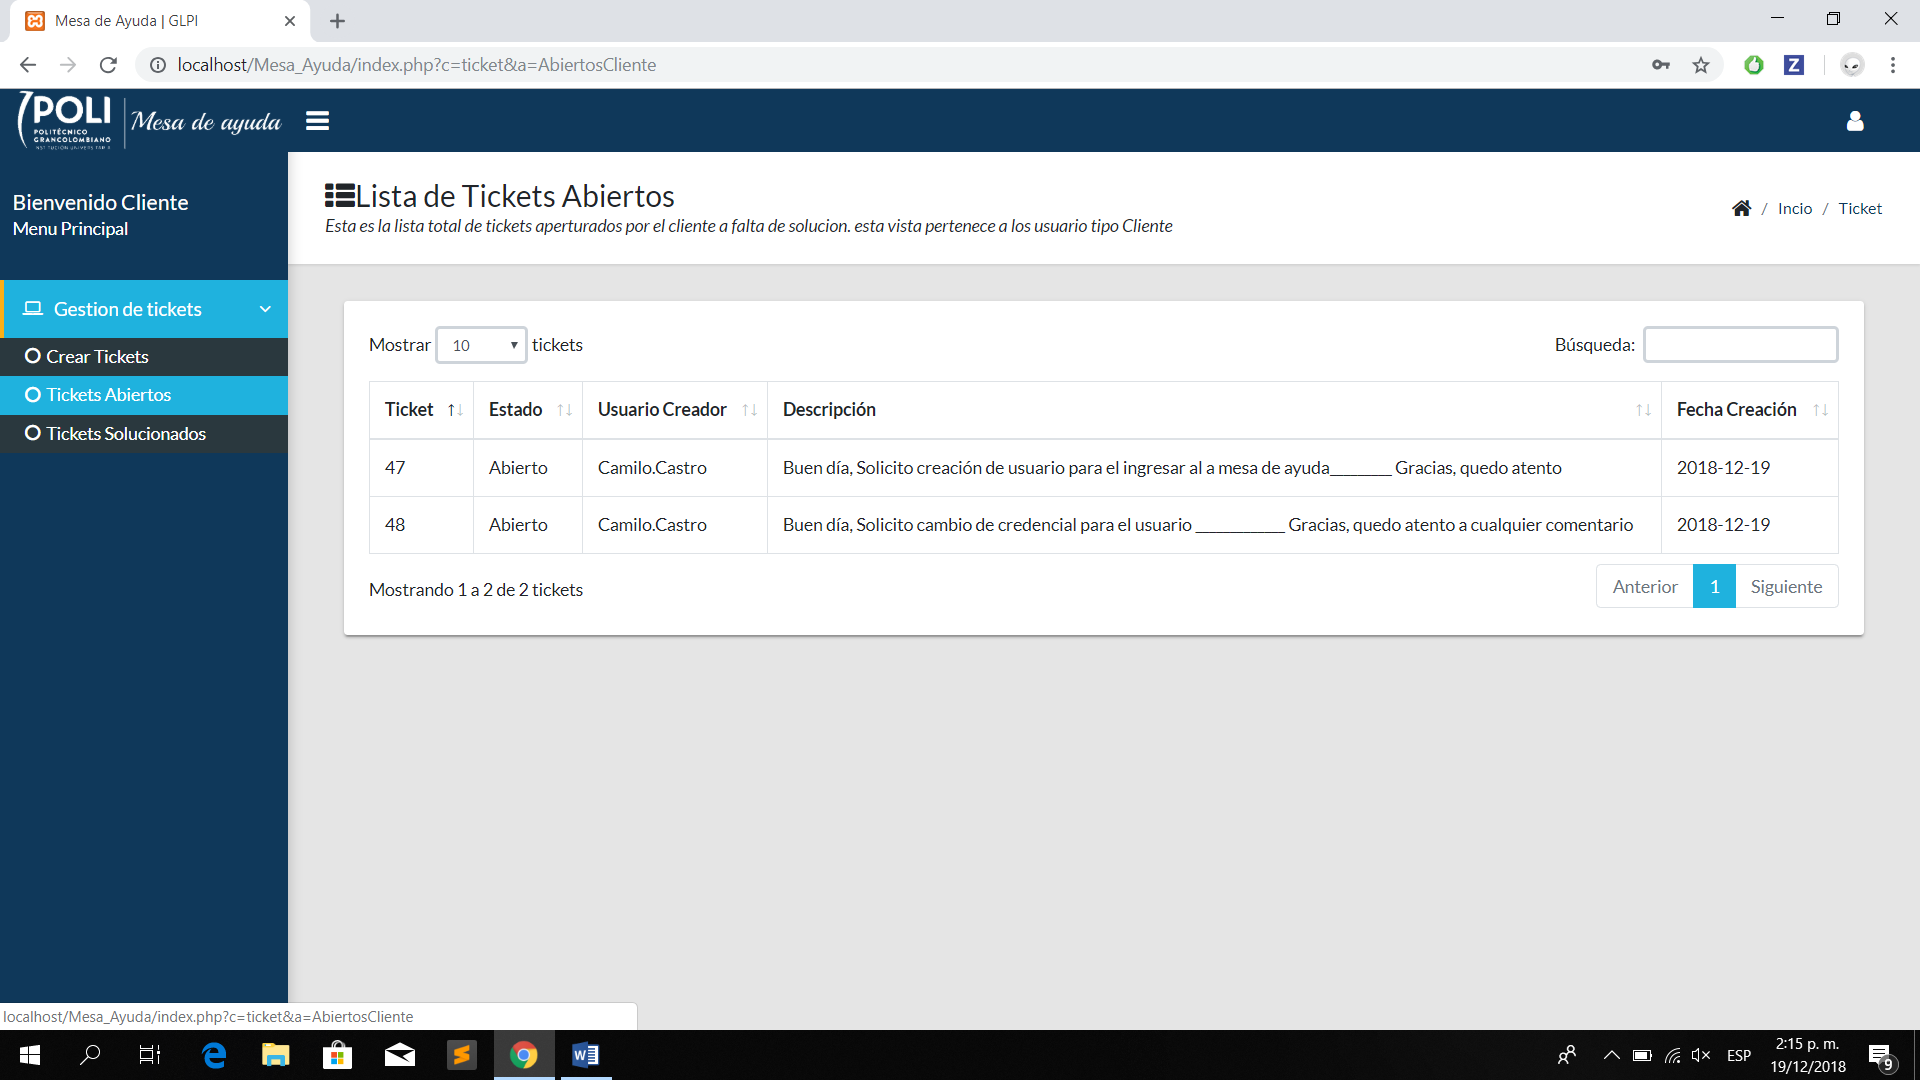 Mesa de Ayuda | GLPI
localhost/Mesa_Ayuda/index.php?c=ticket&a=AbiertosCliente
Z
POLI
POLITÉCNICO
GRANCOLOMBIANO
Mesa de ayuda
Bienvenido Cliente
Menu Principal
Gestion de tickets
Crear Tickets
Tickets Abiertos
Tickets Solucionados
Lista de Tickets Abiertos
Esta es la lista total de tickets aperturados por el cliente a falta de solucion. esta vista pertenece a los usuario tipo Cliente
/ Incio / Ticket
Mostrar 10 tickets
Búsqueda:
Ticket Estado Usuario Creador Descripción Fecha Creación
47 Abierto Camilo.Castro Buen día, Solicito creación de usuario para el ingresar al a mesa de ayuda_________ Gracias, quedo atento 2018-12-19
48 Abierto Camilo.Castro Buen día, Solicito cambio de credencial para el usuario _____________ Gracias, quedo atento a cualquier comentario 2018-12-19
Mostrando 1 a 2 de 2 tickets
Anterior 1 Siguiente
localhost/Mesa_Ayuda/index.php?c=ticket&a=AbiertosCliente
ESP
2:15 p. m.
19/12/2018
9